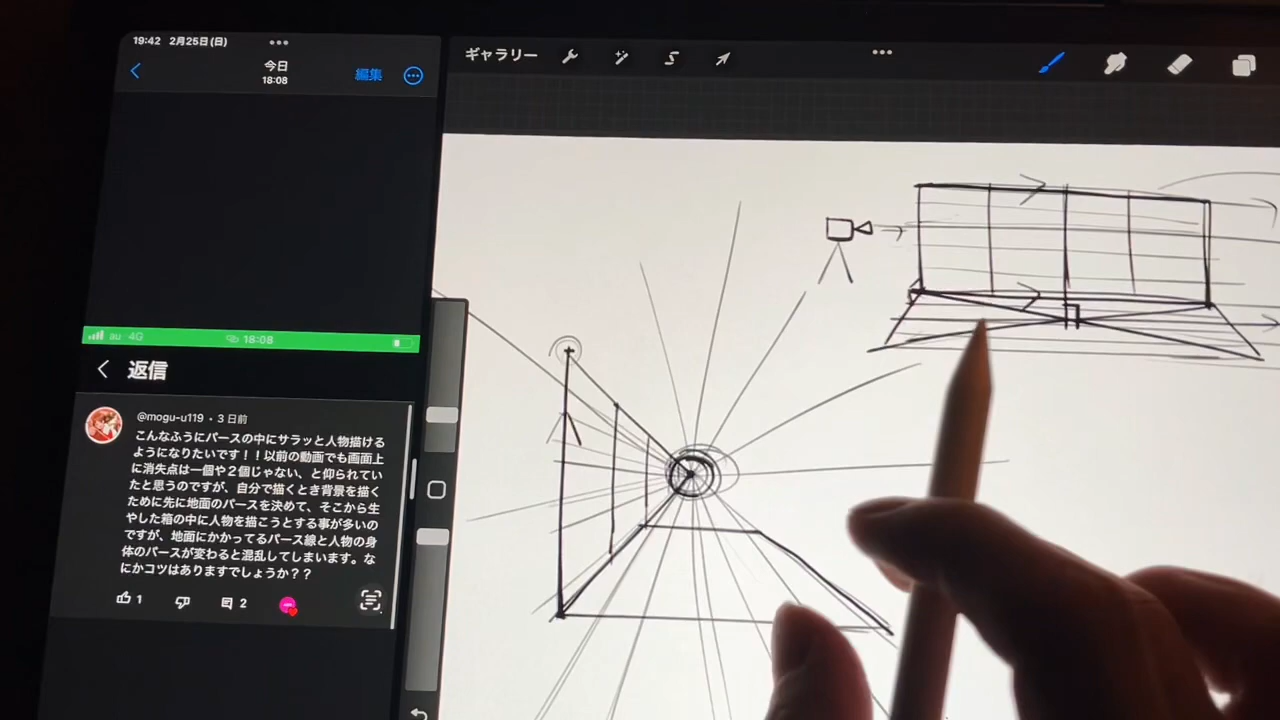 19:42 2月25日(日)
今日
18:08
編集
ギャラリー
au 4G
18:08
返信
@mogu-u119・3 日前
こんなふうにパースの中にサラッと人物描ける
ようになりたいです！！以前の動画でも画面上
に消失点は一個や２個じゃない、と仰られてい
たと思うのですが、自分で描くとき背景を描く
ために先に地面のパースを決めて、そこから生
やした箱の中に人物を描こうとする事が多いの
ですが、地面にかかってるパース線と人物の身
体のパースが変わると混乱してしまいます。な
にかコツはありますでしょうか？？
1
2